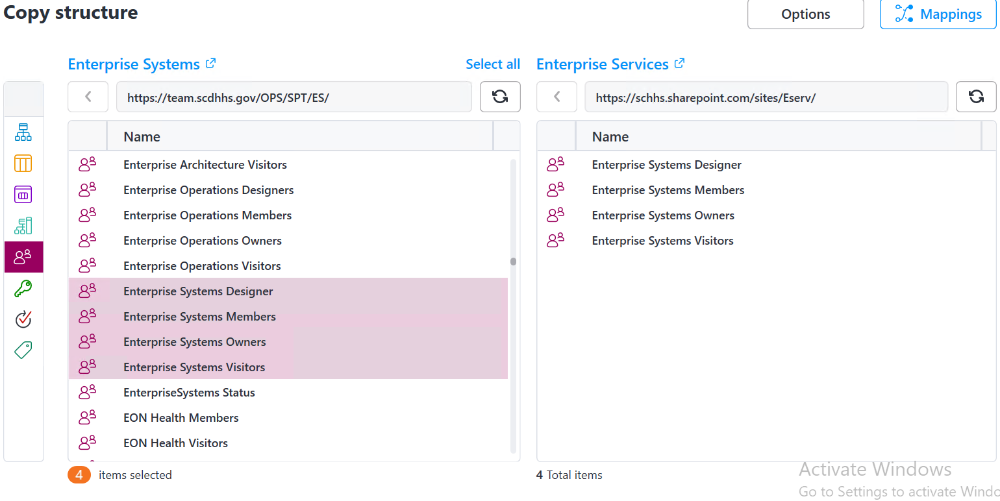 Copy structure
Options
Mappings
Enterprise Systems
Select all
Enterprise Services
https://team.scdhhs.gov/OPS/SPT/ES/
https://schhs.sharepoint.com/sites/Eserv/
Name
Enterprise Architecture Visitors
Enterprise Operations Designers
Enterprise Operations Members
Enterprise Operations Owners
Enterprise Operations Visitors
Enterprise Systems Designer
Enterprise Systems Members
Enterprise Systems Owners
Enterprise Systems Visitors
EnterpriseSystems Status
EON Health Members
EON Health Visitors
4 items selected
Name
Enterprise Systems Designer
Enterprise Systems Members
Enterprise Systems Owners
Enterprise Systems Visitors
4 Total items
Activate Windows
Go to Settings to activate Windo